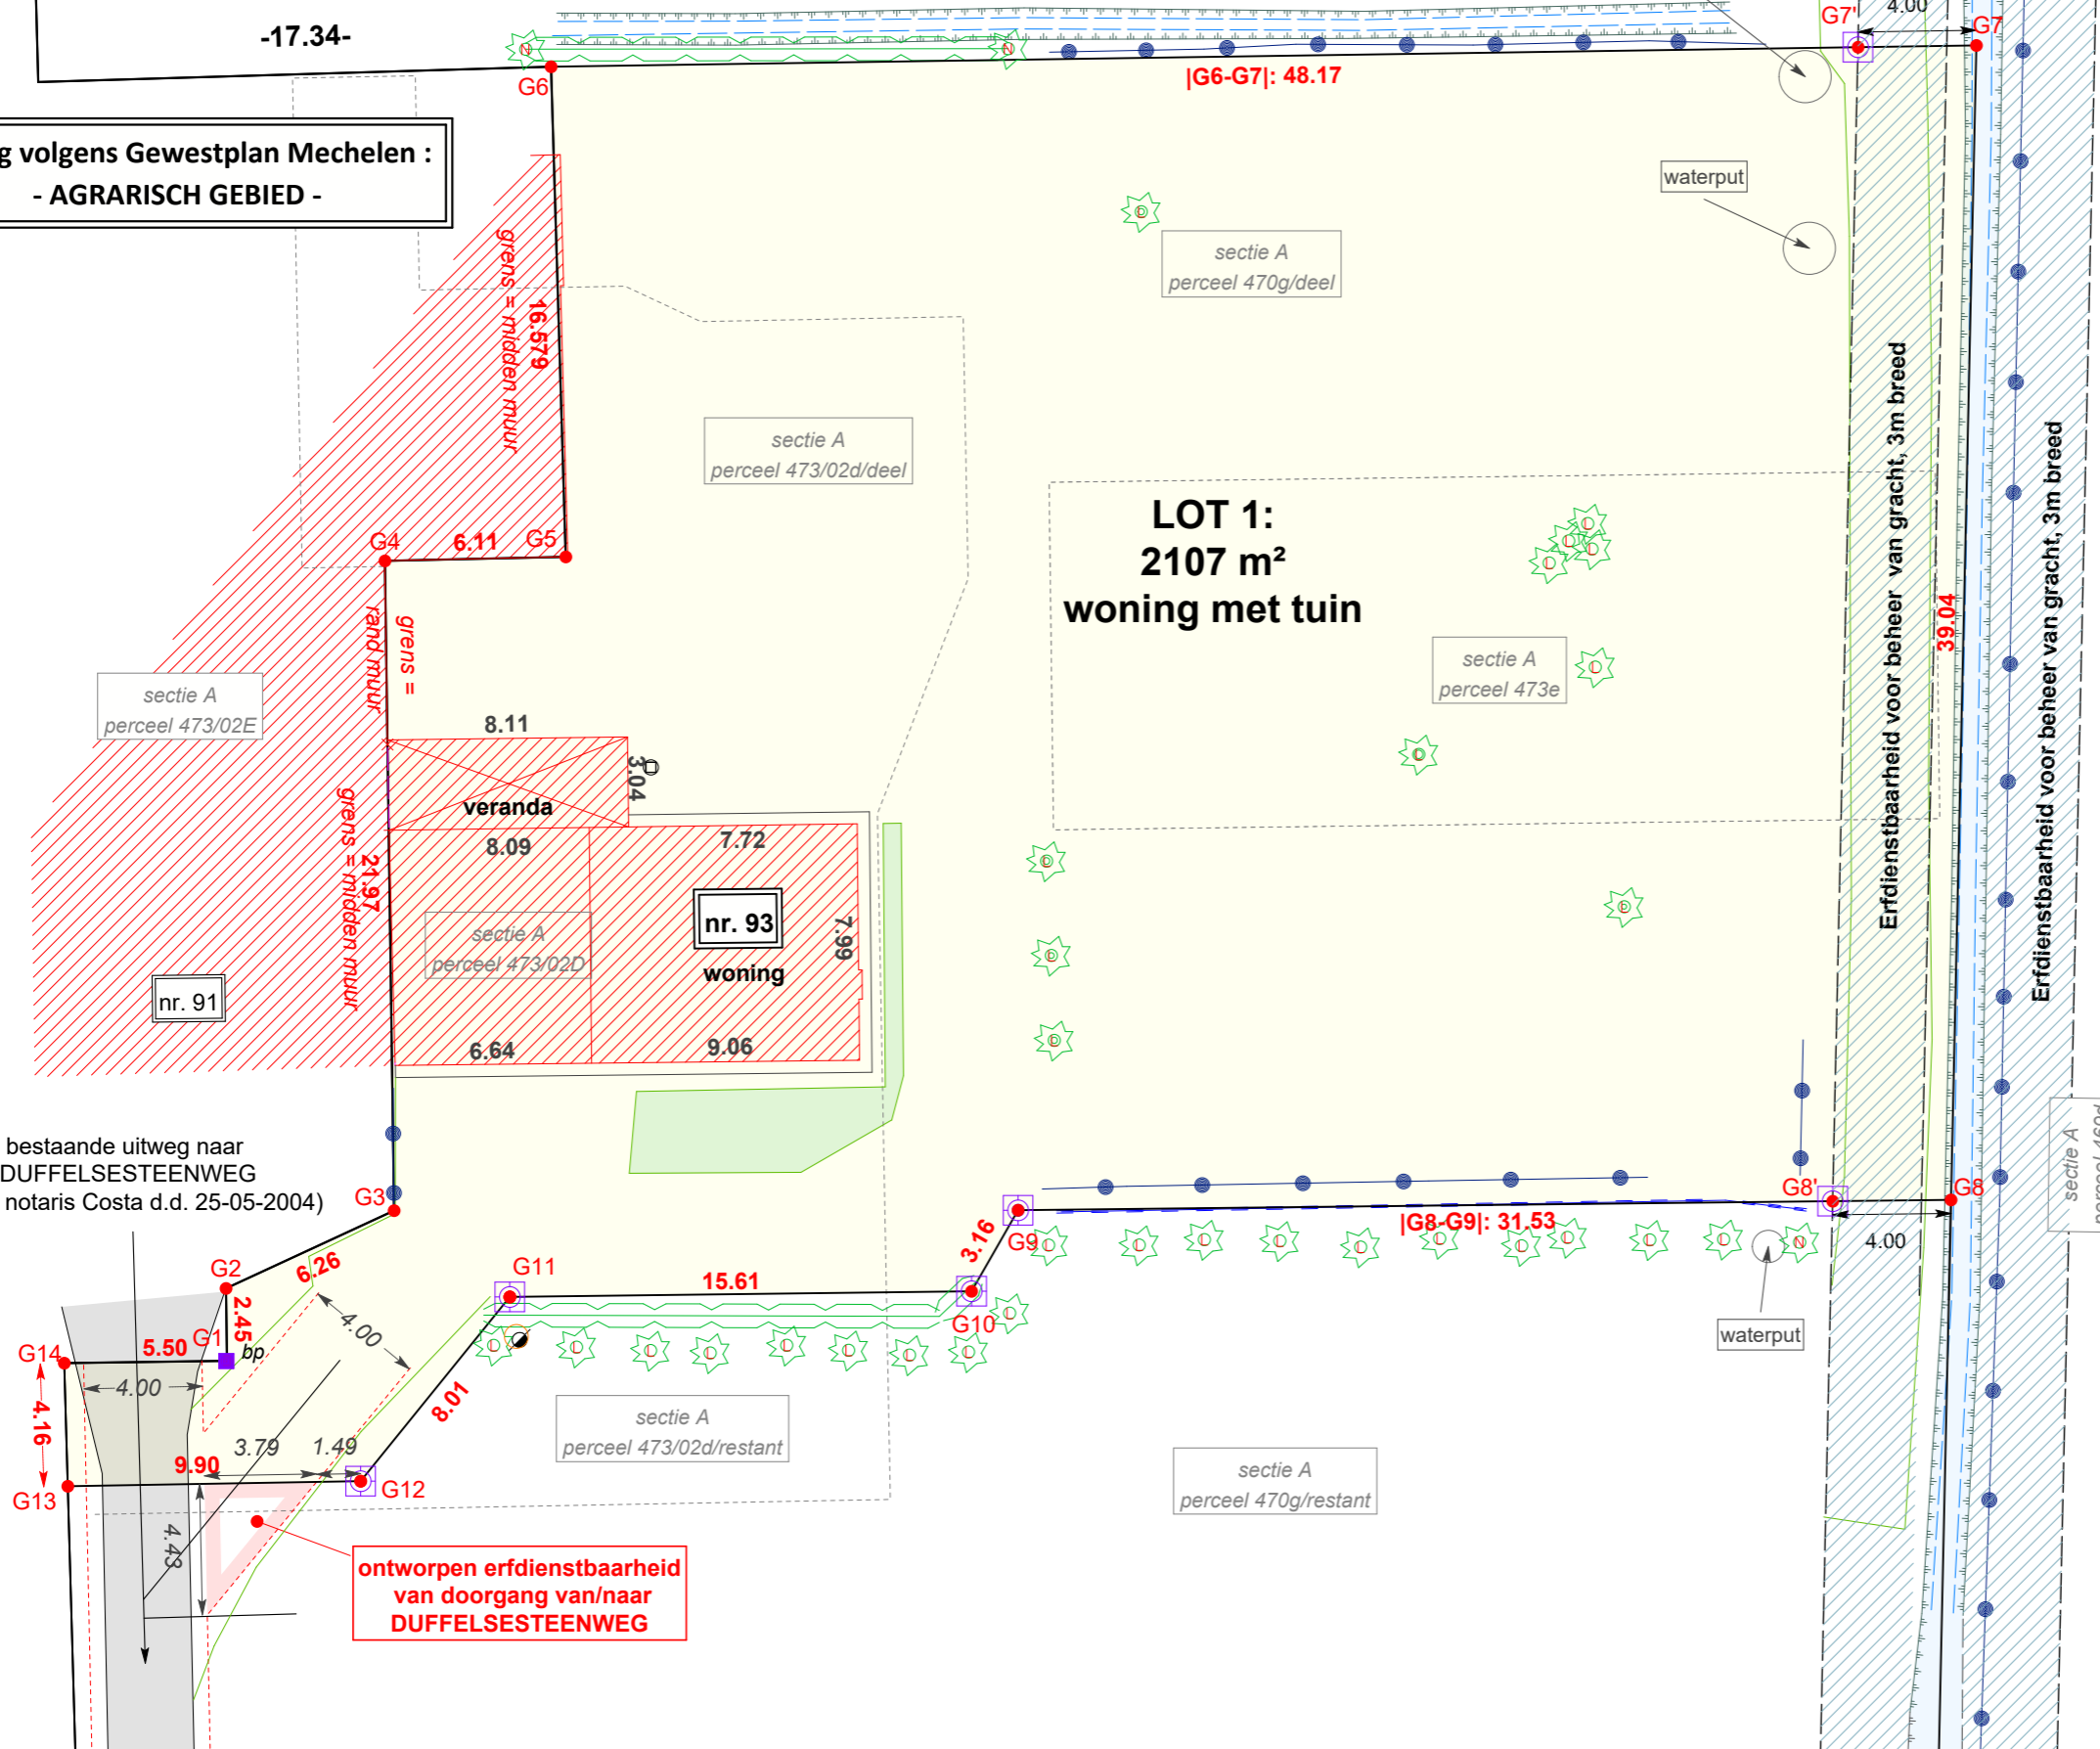 -17.34-
G6
|G6-G7|: 48.17
G7'
4.00
G7
g volgens Gewestplan Mechelen :
- AGRARISCH GEBIED -
waterput
sectie A
perceel 470g/deel
grens = midden muur
16.579
sectie A
perceel 473/02d/deel
LOT 1:
2107 m²
woning met tuin
G4
6.11
G5
grens =
rand muur
sectie A
perceel 473/02E
sectie A
perceel 473e
Erfdienstbaarheid voor beheer van gracht, 3m breed
39.04
Erfdienstbaarheid voor beheer van gracht, 3m breed
8.11
3.04
veranda
8.09
7.72
grens = midden muur
21.97
nr. 93
woning
7.99
sectie A
perceel 473/02D
nr. 91
6.64
9.06
bestaande uitweg naar
DUFFELSESTEENWEG
notaris Costa d.d. 25-05-2004)
G3
G2
6.26
2.45
G1
bp
G14
5.50
4.00
4.00
4.16
G13
9.90
3.79
1.49
G12
8.01
G11
15.61
G10
3.16
G9
|G8-G9|: 31,53
G8'
G8
4.00
waterput
sectie A
perceel 460d
sectie A
perceel 473/02d/restant
sectie A
perceel 470g/restant
4.43
ontworpen erfdienstbaarheid
van doorgang van/naar
DUFFELSESTEENWEG